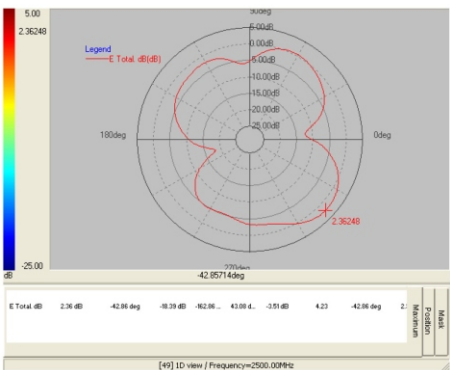 5.00
2.36248
90deg
5.00dB
0.00dB
-5.00dB
-10.00dB
-15.00dB
-20.00dB
-25.00dB
Legend
E Total dB(dB)
180deg
0deg
2.36248
270deg
-25.00
dB
-42.85714deg
E Total dB 2.36 dB -42.86 deg -18.39 dB -162.86 ... 43.08 d... -3.51 dB 4.23 -42.86 deg
Maximum
Position
Mask
[49] 1D view / Frequency=2500.00MHz